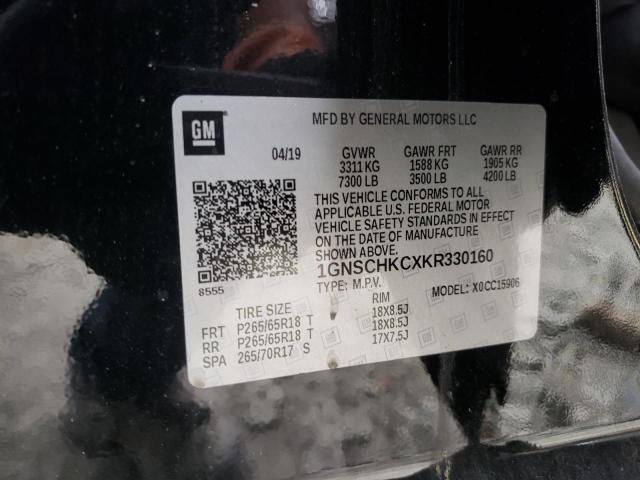 GM
MFD BY GENERAL MOTORS LLC
04/19 GVWR GAWR FRT GAWR RR
3311 KG 1588 KG 1905 KG
7300 LB 3500 LB 4200 LB
THIS VEHICLE CONFORMS TO ALL
APPLICABLE U.S. FEDERAL MOTOR
VEHICLE SAFETY STANDARDS IN EFFECT
ON THE DATE OF MANUFACTURE
SHOWN ABOVE.
8555
1GNSCHKCXKR330160
TYPE: M.P.V. MODEL: X0CC15906
TIRE SIZE RIM
FRT P265/65R18 T 18X8.5J
RR P265/65R18 T 18X8.5J
SPA 265/70R17 S 17X7.5J